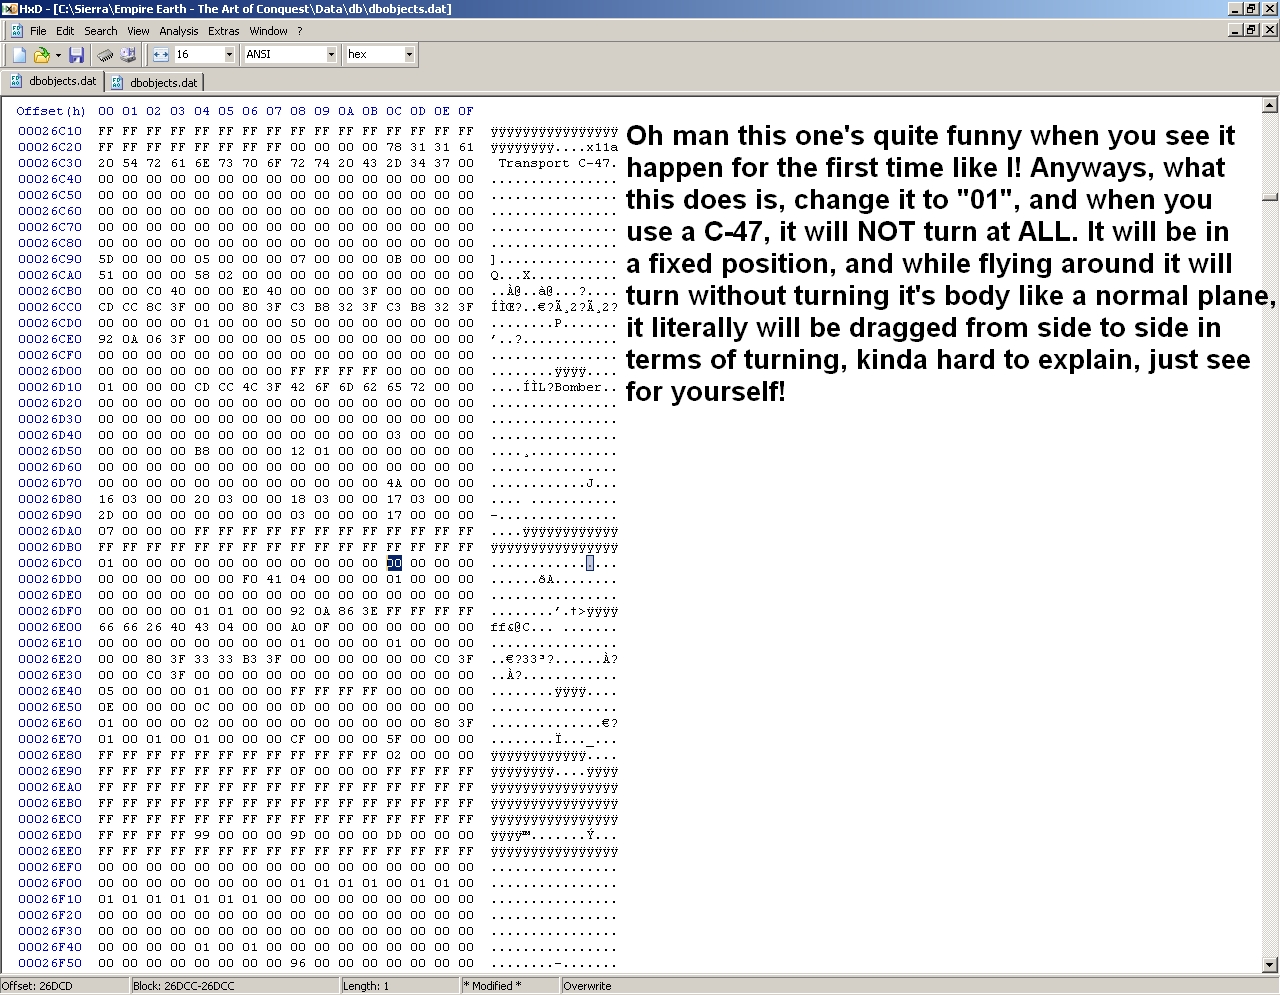 HxD - [C:\Sierra\Empire Earth - The Art of Conquest\Data\db\dbobjects.dat]
File Edit Search View Analysis Extras Window ?
16 ANSI hex
dbobjects.dat dbobjects.dat
Offset(h) 00 01 02 03 04 05 06 07 08 09 0A 0B 0C 0D 0E 0F
00026C10 FF FF FF FF FF FF FF FF FF FF FF FF FF FF FF FF ÿÿÿÿÿÿÿÿÿÿÿÿÿÿÿÿ
00026C20 FF FF FF FF FF FF FF FF 00 00 00 00 78 31 31 61 ÿÿÿÿÿÿÿÿ....x11a
00026C30 20 54 72 61 6E 73 70 6F 72 74 20 43 2D 34 37 00 Transport C-47.
00026C40 00 00 00 00 00 00 00 00 00 00 00 00 00 00 00 00 ................
00026C50 00 00 00 00 00 00 00 00 00 00 00 00 00 00 00 00 ................
00026C60 00 00 00 00 00 00 00 00 00 00 00 00 00 00 00 00 ................
00026C70 00 00 00 00 00 00 00 00 00 00 00 00 00 00 00 00 ................
00026C80 00 00 00 00 00 00 00 00 00 00 00 00 00 00 00 00 ................
00026C90 5D 00 00 00 05 00 00 00 07 00 00 00 0B 00 00 00 ]...............
00026CA0 51 00 00 00 58 02 00 00 00 00 00 00 00 00 00 00 Q...X...........
00026CB0 00 00 C0 40 00 00 E0 40 00 00 00 3F 00 00 00 00 ..À@..à@...?....
00026CC0 CD CC 8C 3F 00 00 80 3F C3 B8 32 3F C3 B8 32 3F ÍÌŒ?..€?Ã¸2?Ã¸2?
00026CD0 00 00 00 00 01 00 00 00 50 00 00 00 00 00 00 00 ........P.......
00026CE0 92 0A 06 3F 00 00 00 00 05 00 00 00 00 00 00 00 ’..?............
00026CF0 00 00 00 00 00 00 00 00 00 00 00 00 00 00 00 00 ................
00026D00 00 00 00 00 00 00 00 00 FF FF FF FF 00 00 00 00 ........ÿÿÿÿ....
00026D10 01 00 00 00 CD CC 4C 3F 42 6F 6D 62 65 72 00 00 ....ÍÌL?Bomber..
00026D20 00 00 00 00 00 00 00 00 00 00 00 00 00 00 00 00 ................
00026D30 00 00 00 00 00 00 00 00 00 00 00 00 00 00 00 00 ................
00026D40 00 00 00 00 00 00 00 00 00 00 00 00 03 00 00 00 ................
00026D50 00 00 00 00 B8 00 00 00 12 01 00 00 00 00 00 00 ....¸...........
00026D60 00 00 00 00 00 00 00 00 00 00 00 00 00 00 00 00 ................
00026D70 00 00 00 00 00 00 00 00 00 00 00 00 4A 00 00 00 ............J...
00026D80 16 03 00 00 20 03 00 00 18 03 00 00 17 03 00 00 .... ...........
00026D90 2D 00 00 00 00 00 00 00 03 00 00 00 17 00 00 00 -...............
00026DA0 07 00 00 00 FF FF FF FF FF FF FF FF FF FF FF FF ....ÿÿÿÿÿÿÿÿÿÿÿÿ
00026DB0 FF FF FF FF FF FF FF FF FF FF FF FF FF FF FF FF ÿÿÿÿÿÿÿÿÿÿÿÿÿÿÿÿ
00026DC0 01 00 00 00 00 00 00 00 00 00 00 00 00 00 00 00 ................
00026DD0 00 00 00 00 00 00 F0 41 04 00 00 00 01 00 00 00 ......ðA........
00026DE0 00 00 00 00 00 00 00 00 00 00 00 00 00 00 00 00 ................
00026DF0 00 00 00 00 01 01 00 00 92 0A 86 3E FF FF FF FF ........’.†>ÿÿÿÿ
00026E00 66 66 26 40 43 04 00 00 A0 0F 00 00 00 00 00 00 ff&@C... .......
00026E10 00 00 00 00 00 00 00 00 01 00 00 00 01 00 00 00 ................
00026E20 00 00 80 3F 33 33 B3 3F 00 00 00 00 00 00 C0 3F ..€?33³?......À?
00026E30 00 00 C0 3F 00 00 00 00 00 00 00 00 00 00 00 00 ..À?............
00026E40 05 00 00 00 01 00 00 00 FF FF FF FF 00 00 00 00 ........ÿÿÿÿ....
00026E50 0E 00 00 00 0C 00 00 00 0D 00 00 00 00 00 00 00 ................
00026E60 01 00 00 00 02 00 00 00 00 00 00 00 00 00 80 3F ..............€?
00026E70 01 00 01 00 01 00 00 00 CF 00 00 00 5F 00 00 00 ........Ï..._...
00026E80 FF FF FF FF FF FF FF FF FF FF FF FF 02 00 00 00 ÿÿÿÿÿÿÿÿÿÿÿÿ....
00026E90 FF FF FF FF FF FF FF FF 0F 00 00 00 FF FF FF FF ÿÿÿÿÿÿÿÿ....ÿÿÿÿ
00026EA0 FF FF FF FF FF FF FF FF FF FF FF FF FF FF FF FF ÿÿÿÿÿÿÿÿÿÿÿÿÿÿÿÿ
00026EB0 FF FF FF FF FF FF FF FF FF FF FF FF FF FF FF FF ÿÿÿÿÿÿÿÿÿÿÿÿÿÿÿÿ
00026EC0 FF FF FF FF FF FF FF FF FF FF FF FF FF FF FF FF ÿÿÿÿÿÿÿÿÿÿÿÿÿÿÿÿ
00026ED0 FF FF FF FF 99 00 00 00 9D 00 00 00 DD 00 00 00 ÿÿÿÿ™.......Ý...
00026EE0 FF FF FF FF FF FF FF FF FF FF FF FF FF FF FF FF ÿÿÿÿÿÿÿÿÿÿÿÿÿÿÿÿ
00026EF0 00 00 00 00 00 00 00 00 00 00 00 00 00 00 00 00 ................
00026F00 00 00 00 00 00 00 00 00 01 01 01 01 00 01 01 00 ................
00026F10 01 01 01 01 01 01 01 00 00 00 00 00 00 00 00 00 ................
00026F20 00 00 00 00 00 00 00 00 00 00 00 00 00 00 00 00 ................
00026F30 00 00 00 00 00 00 00 00 00 00 00 00 00 00 00 00 ................
00026F40 00 00 00 00 01 00 01 00 00 00 00 00 00 00 00 00 ................
00026F50 00 00 00 00 00 00 00 00 96 00 00 00 00 00 00 00 ........–.......
Oh man this one's quite funny when you see it
happen for the first time like I! Anyways, what
this does is, change it to "01", and when you
use a C-47, it will NOT turn at ALL. It will be in
a fixed position, and while flying around it will
turn without turning it's body like a normal plane,
it literally will be dragged from side to side in
terms of turning, kinda hard to explain, just see
for yourself!
Offset: 26DCD Block: 26DCC-26DCC Length: 1 * Modified * Overwrite